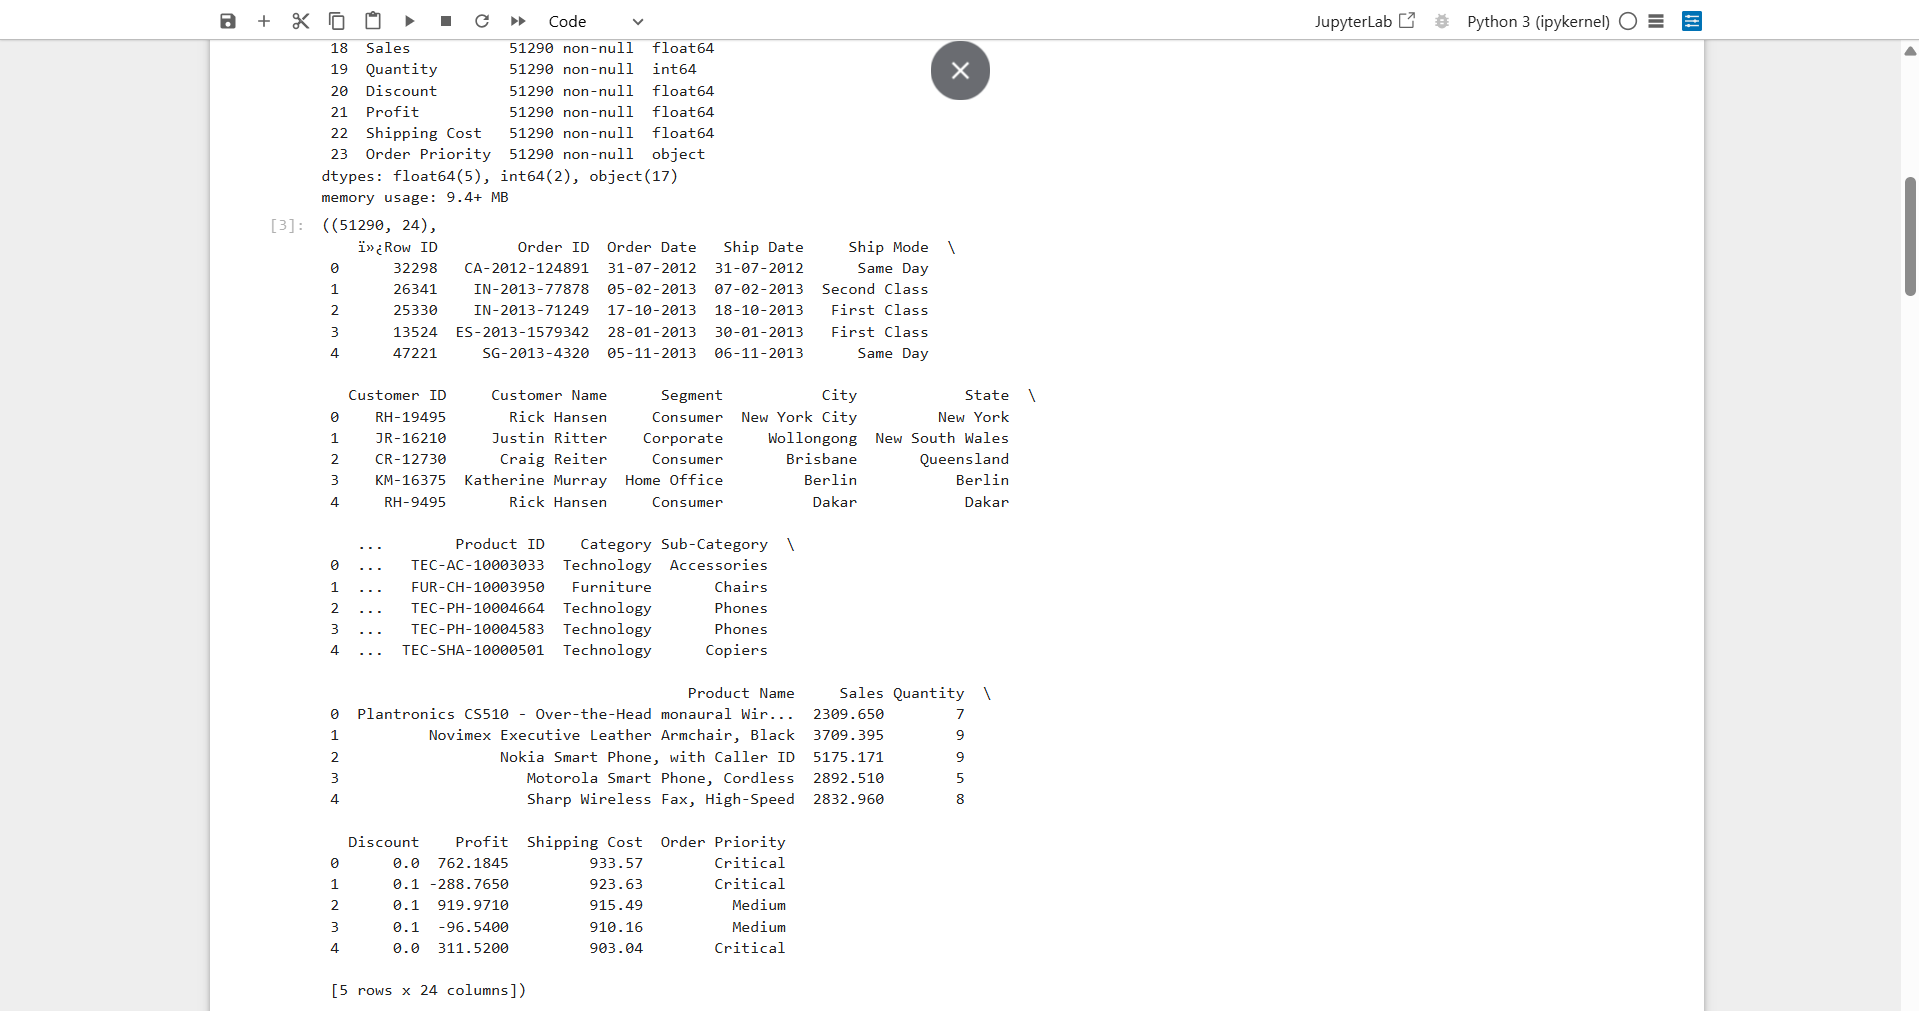 Code JupyterLab Python 3 (ipykernel)
18 Sales 51290 non-null float64
19 Quantity 51290 non-null int64
20 Discount 51290 non-null float64
21 Profit 51290 non-null float64
22 Shipping Cost 51290 non-null float64
23 Order Priority 51290 non-null object
dtypes: float64(5), int64(2), object(17)
memory usage: 9.4+ MB
[3]: ((51290, 24),
ï»¿Row ID Order ID Order Date Ship Date Ship Mode \
0 32298 CA-2012-124891 31-07-2012 31-07-2012 Same Day
1 26341 IN-2013-77878 05-02-2013 07-02-2013 Second Class
2 25330 IN-2013-71249 17-10-2013 18-10-2013 First Class
3 13524 ES-2013-1579342 28-01-2013 30-01-2013 First Class
4 47221 SG-2013-4320 05-11-2013 06-11-2013 Same Day
Customer ID Customer Name Segment City State \
0 RH-19495 Rick Hansen Consumer New York City New York
1 JR-16210 Justin Ritter Corporate Wollongong New South Wales
2 CR-12730 Craig Reiter Consumer Brisbane Queensland
3 KM-16375 Katherine Murray Home Office Berlin Berlin
4 RH-9495 Rick Hansen Consumer Dakar Dakar
... Product ID Category Sub-Category \
0 ... TEC-AC-10003033 Technology Accessories
1 ... FUR-CH-10003950 Furniture Chairs
2 ... TEC-PH-10004664 Technology Phones
3 ... TEC-PH-10004583 Technology Phones
4 ... TEC-SHA-10000501 Technology Copiers
Product Name Sales Quantity \
0 Plantronics CS510 - Over-the-Head monaural Wir... 2309.650 7
1 Novimex Executive Leather Armchair, Black 3709.395 9
2 Nokia Smart Phone, with Caller ID 5175.171 9
3 Motorola Smart Phone, Cordless 2892.510 5
4 Sharp Wireless Fax, High-Speed 2832.960 8
Discount Profit Shipping Cost Order Priority
0 0.0 762.1845 933.57 Critical
1 0.1 -288.7650 923.63 Critical
2 0.1 919.9710 915.49 Medium
3 0.1 -96.5400 910.16 Medium
4 0.0 311.5200 903.04 Critical
[5 rows x 24 columns])